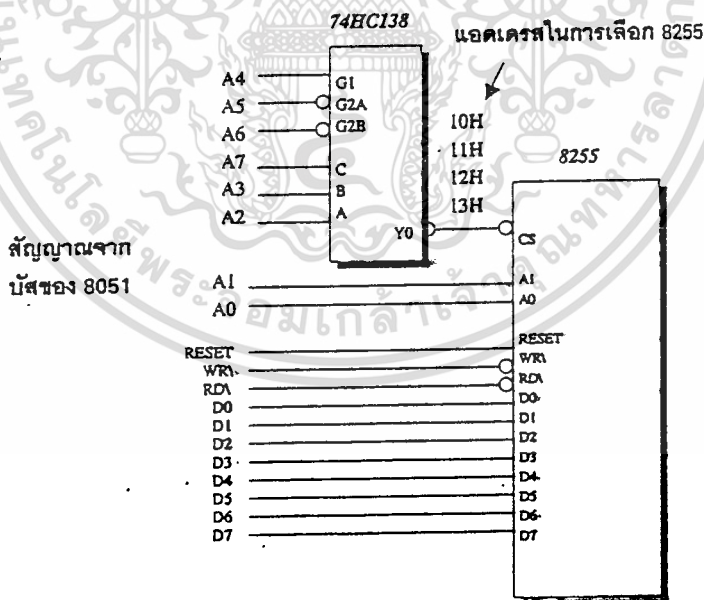 74HC138
แอดเดรสในการเลือก 8255
A4
A5
A6
A7
A3
A2
G1
G2A
G2B
C
B
A
Y0
10H
11H
12H
13H
8255
สัญญาณจาก
บัสของ 8051
A1
A0
RESET
WR\
RD\
D0
D1
D2
D3
D4
D5
D6
D7
CS
A1
A0
RESET
WR\
RD\
D0
D1
D2
D3
D4
D5
D6
D7